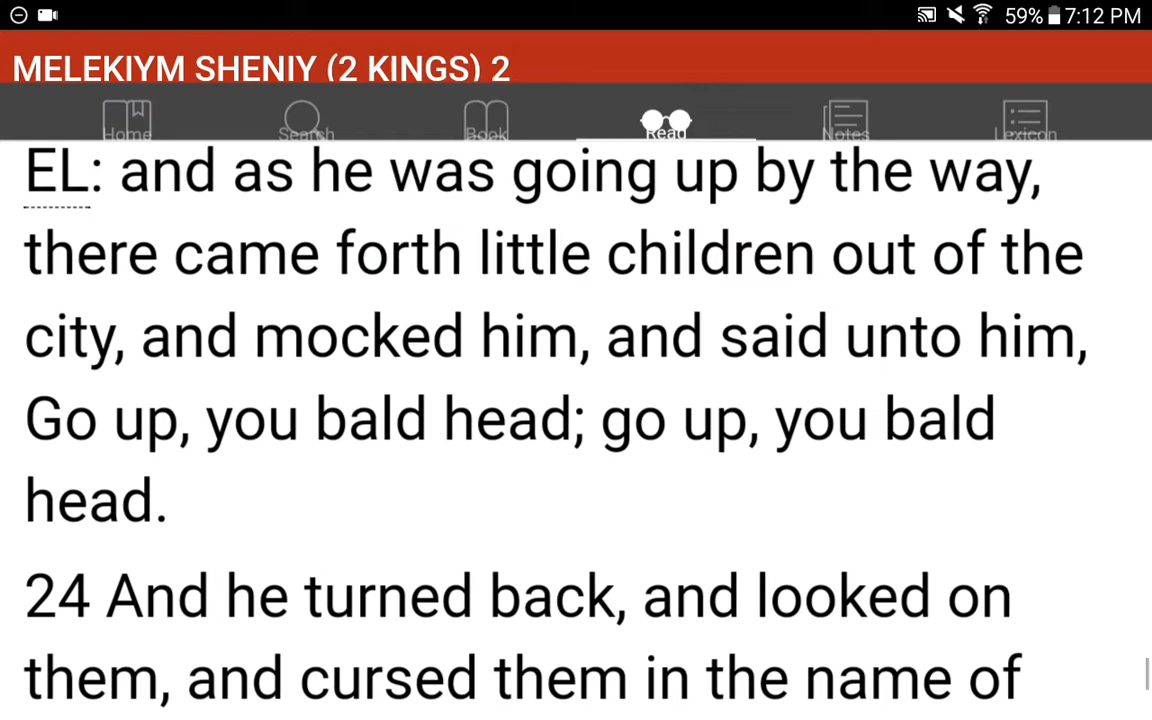 59% 7:12 PM
MELEKIYM SHENIY (2 KINGS) 2
Home Search Book Read Notes Lexicon
EL: and as he was going up by the way,
there came forth little children out of the
city, and mocked him, and said unto him,
Go up, you bald head; go up, you bald
head.
24 And he turned back, and looked on
them, and cursed them in the name of